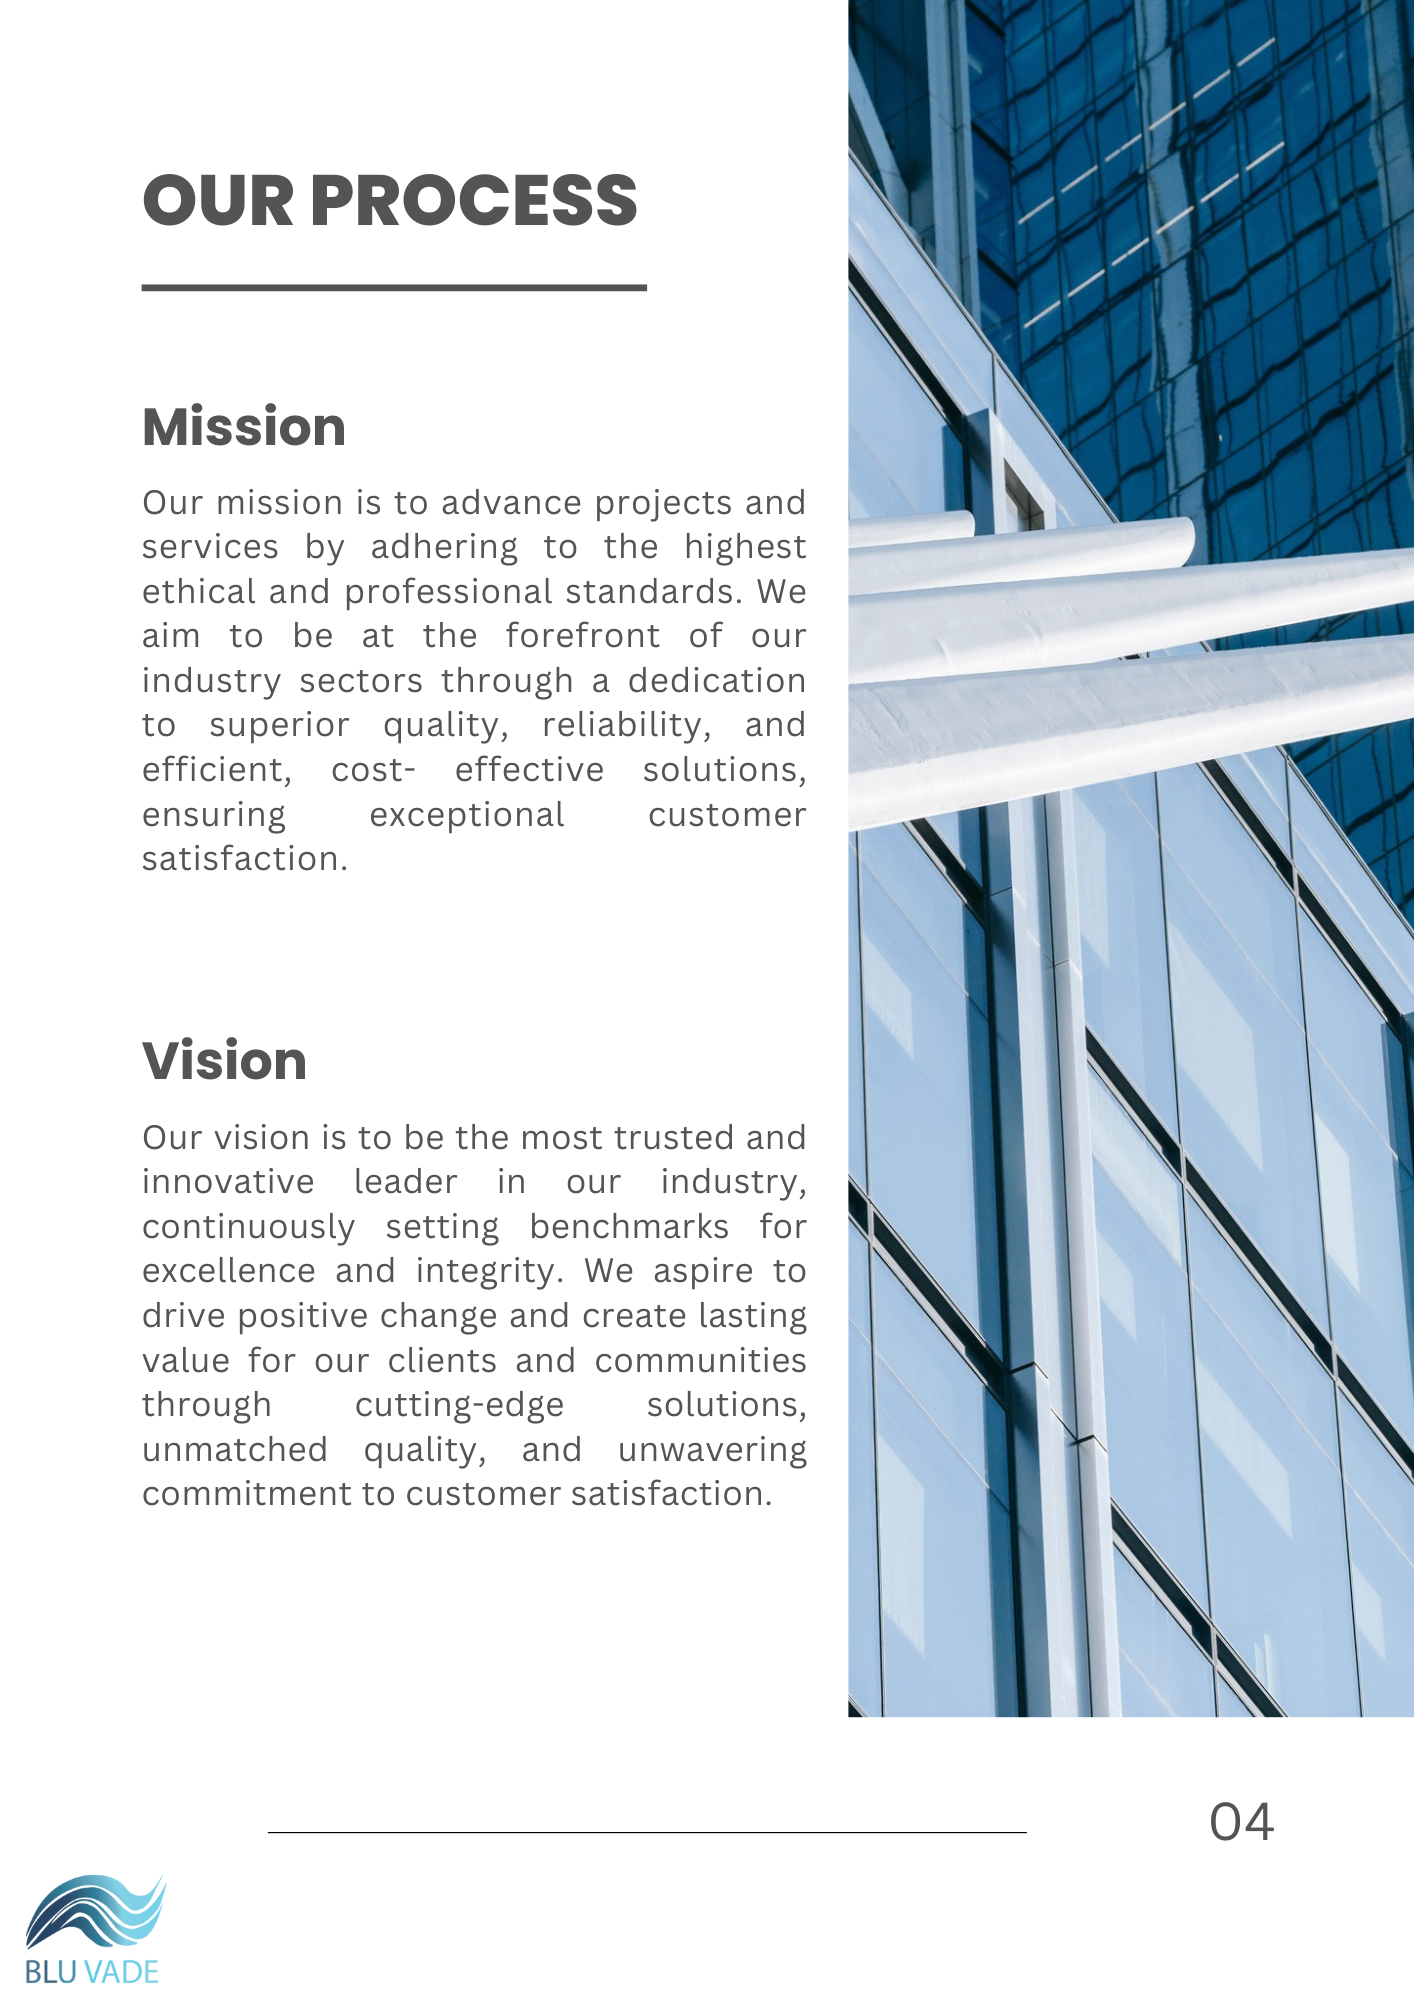 OUR PROCESS
Mission
Our mission is to advance projects and
services by adhering to the highest
ethical and professional standards. We
aim to be at the forefront of our
industry sectors through a dedication
to superior quality, reliability, and
efficient, cost- effective solutions,
ensuring exceptional customer
satisfaction.
Vision
Our vision is to be the most trusted and
innovative leader in our industry,
continuously setting benchmarks for
excellence and integrity. We aspire to
drive positive change and create lasting
value for our clients and communities
through cutting-edge solutions,
unmatched quality, and unwavering
commitment to customer satisfaction.
04
BLU VADE